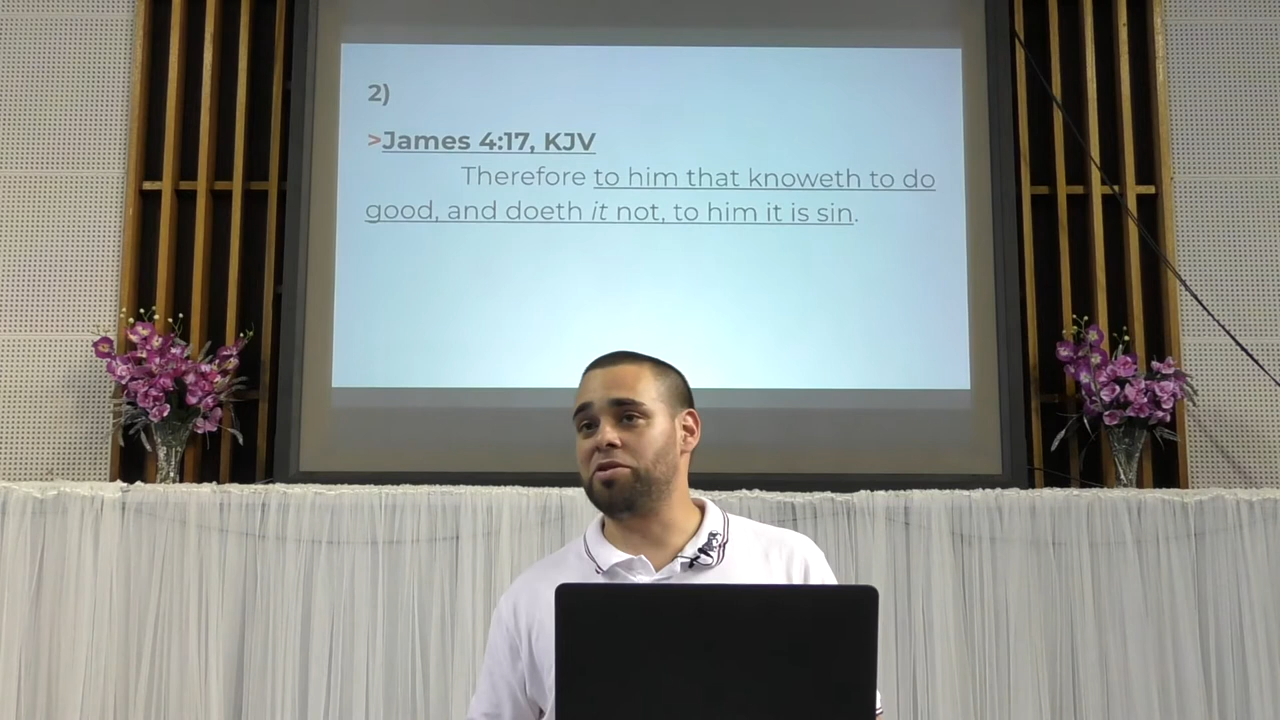 2)
>James 4:17, KJV
Therefore to him that knoweth to do
good, and doeth it not, to him it is sin.